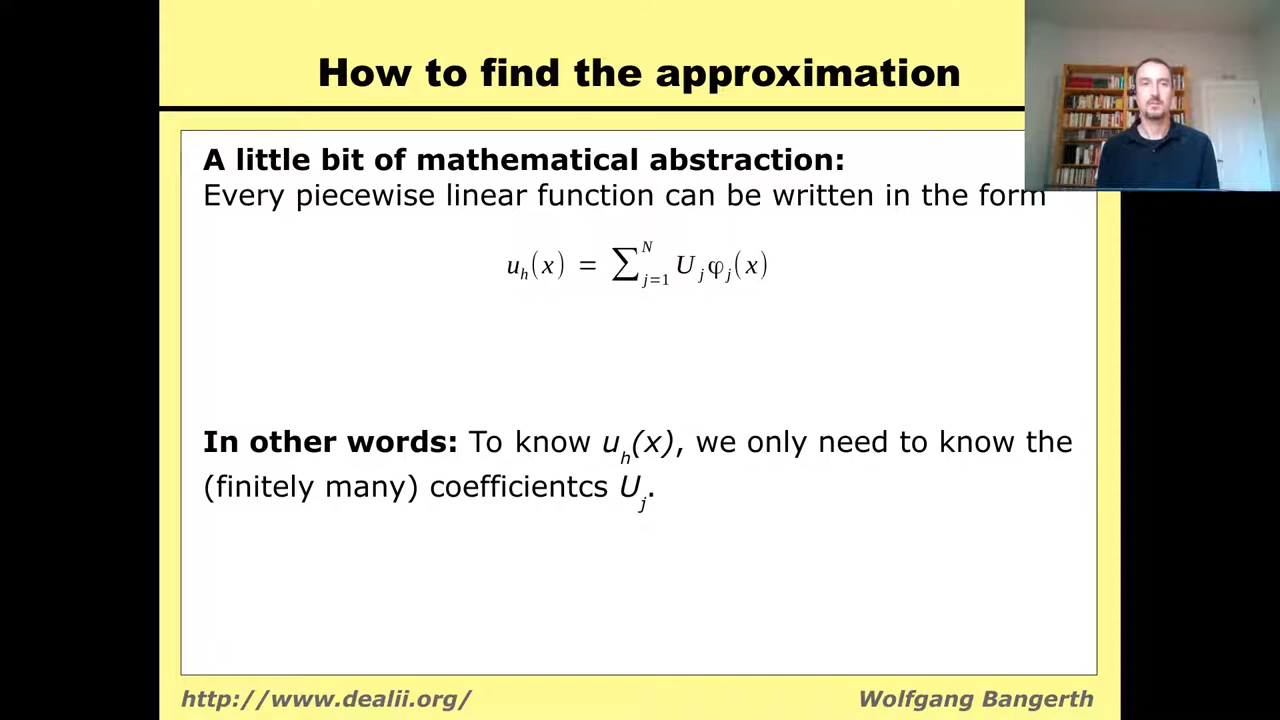 How to find the approximation
A little bit of mathematical abstraction:
Every piecewise linear function can be written in the form
u_h(x) = ∑_{j=1}^{N} U_j φ_j(x)
In other words: To know u_h(x), we only need to know the
(finitely many) coefficientcs U_j.
http://www.dealii.org/
Wolfgang Bangerth